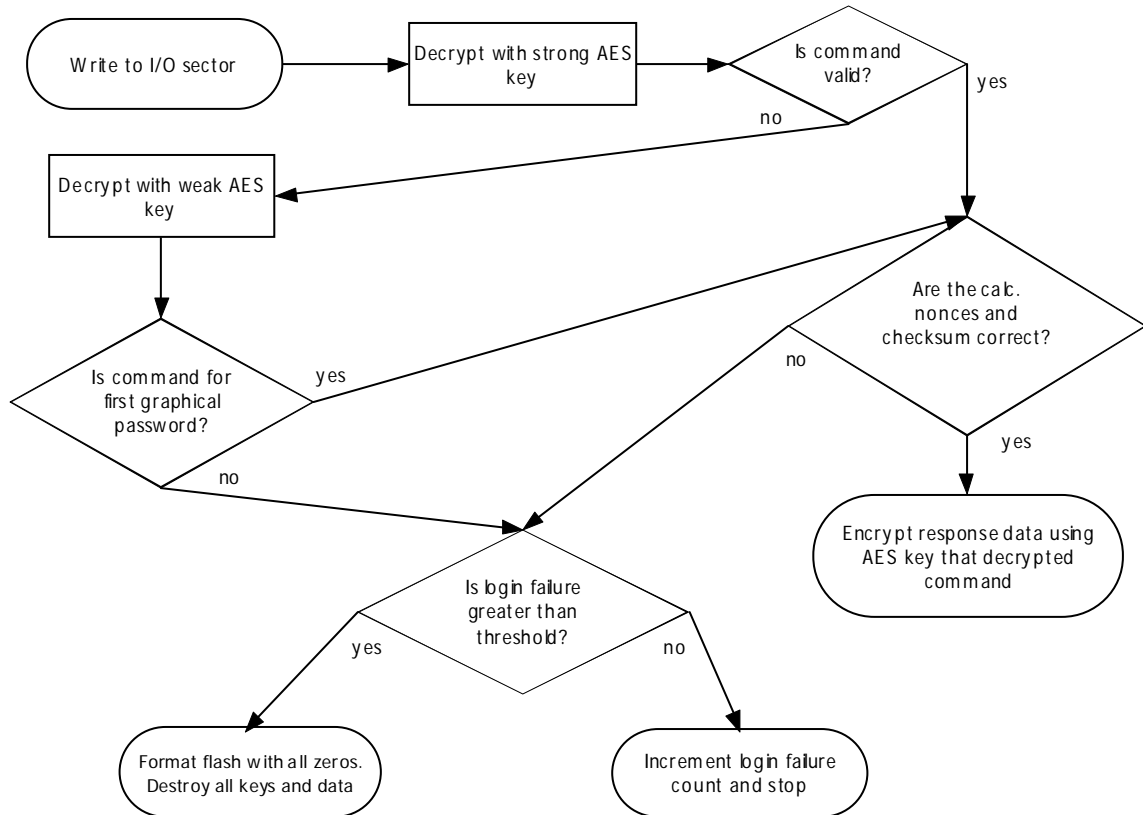 Write to I/O sector
Decrypt with strong AES
key
Is command
valid?
yes
no
Decrypt with weak AES
key
Are the calc.
nonces and
checksum correct?
no
yes
Is command for
first graphical
password?
yes
no
Encrypt response data using
AES key that decrypted
command
Is login failure
greater than
threshold?
yes
no
Format flash with all zeros.
Destroy all keys and data
Increment login failure
count and stop